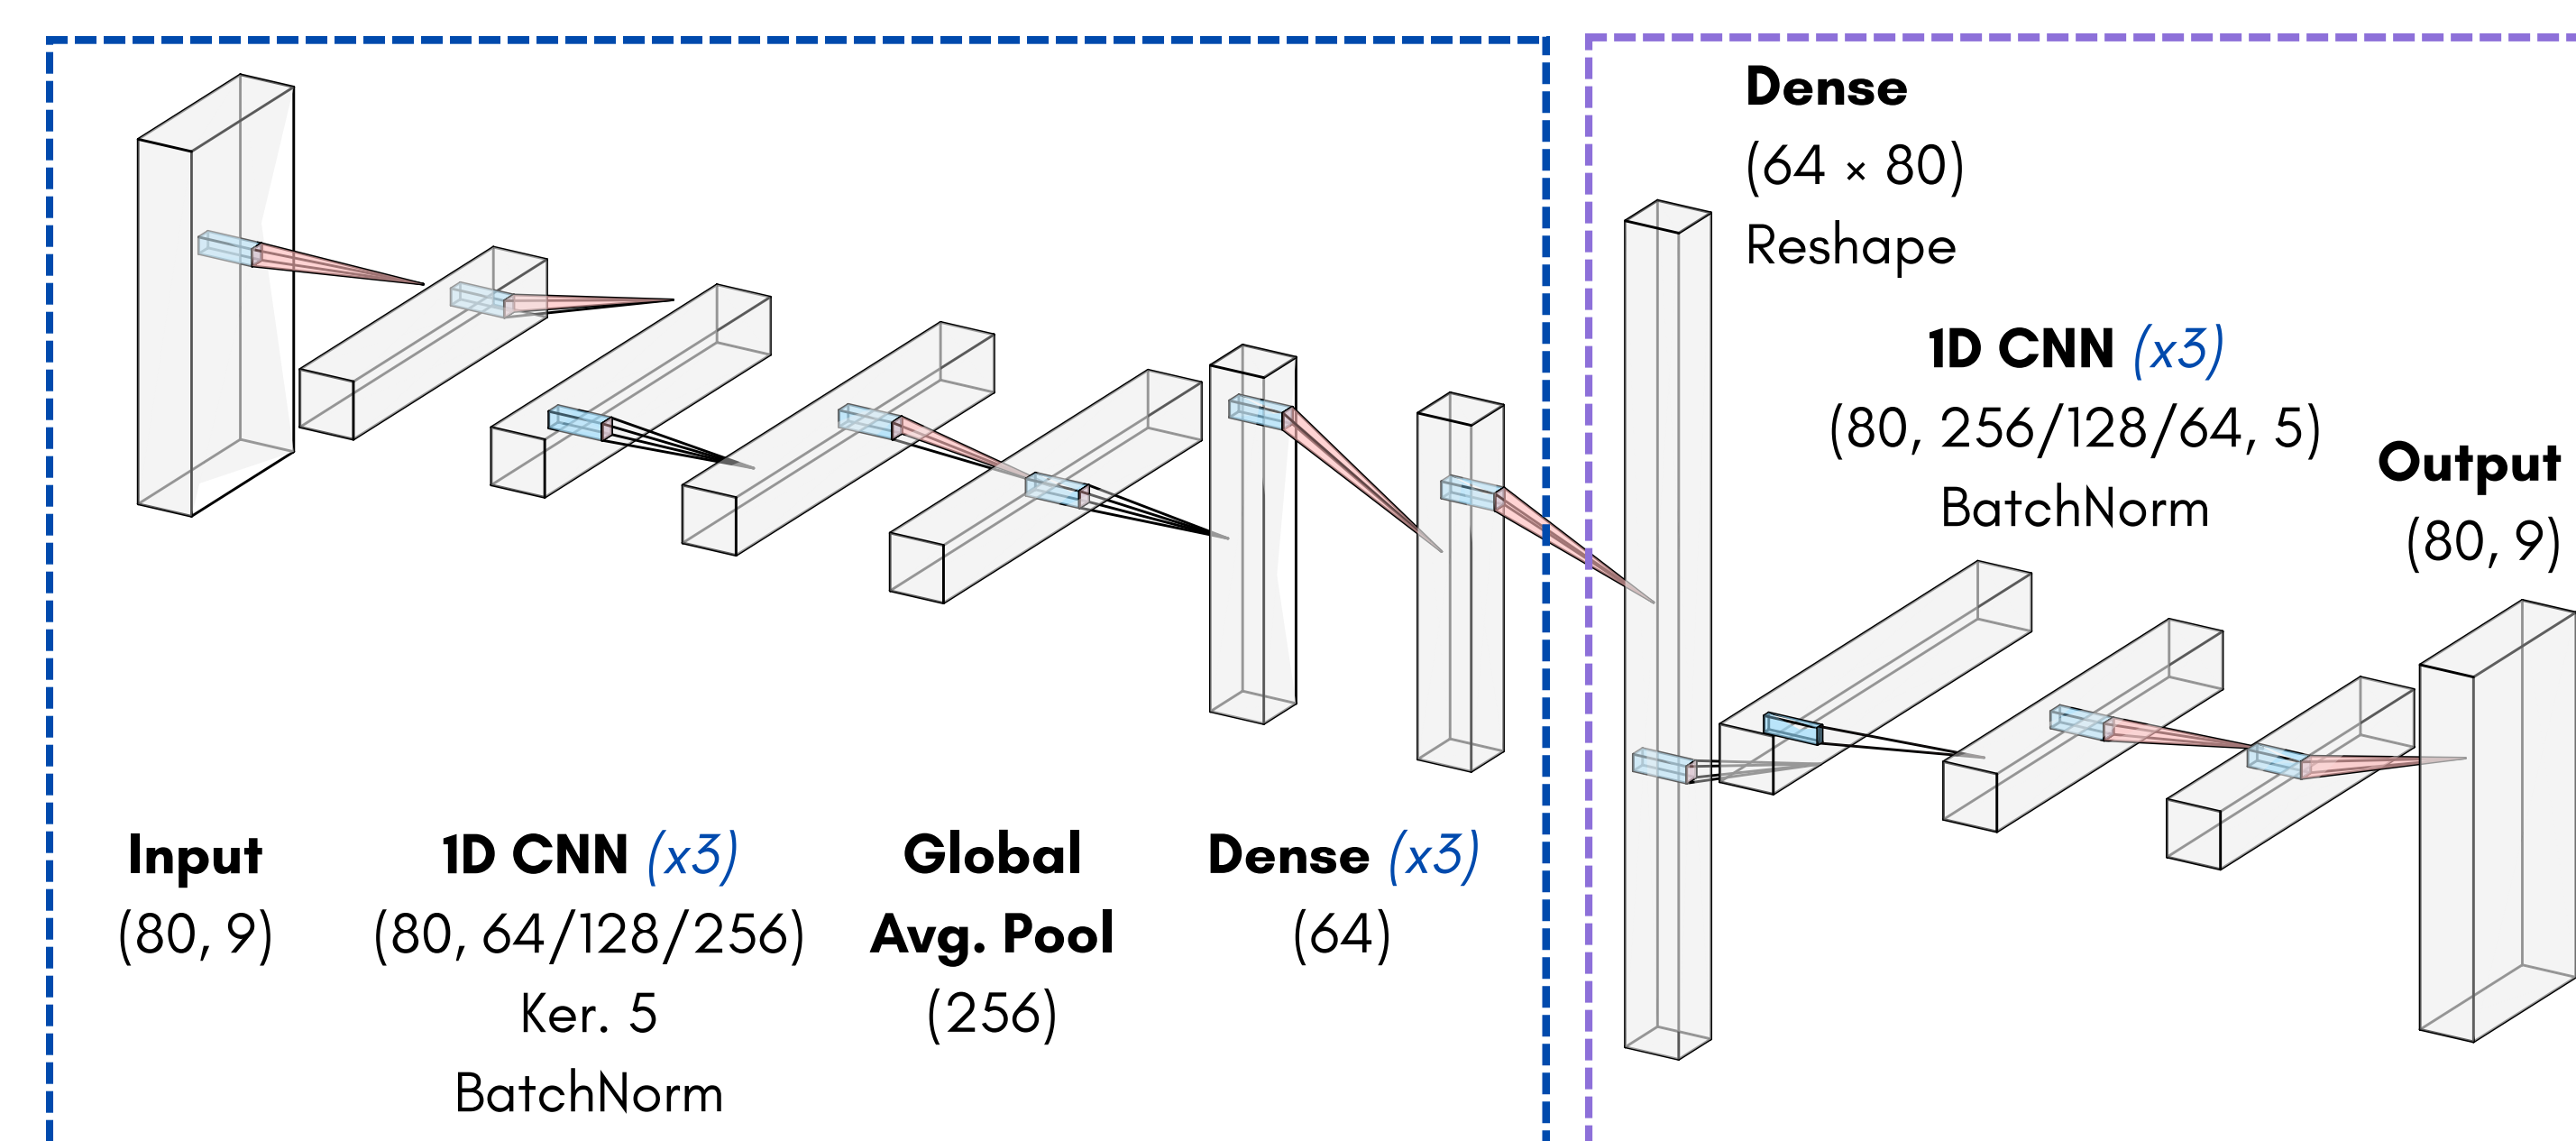 Input
(80, 9)
1D CNN (x3)
(80, 64/128/256)
Ker. 5
BatchNorm
Global
Avg. Pool
(256)
Dense (x3)
(64)
Dense
(64 × 80)
Reshape
1D CNN (x3)
(80, 256/128/64, 5)
BatchNorm
Output
(80, 9)